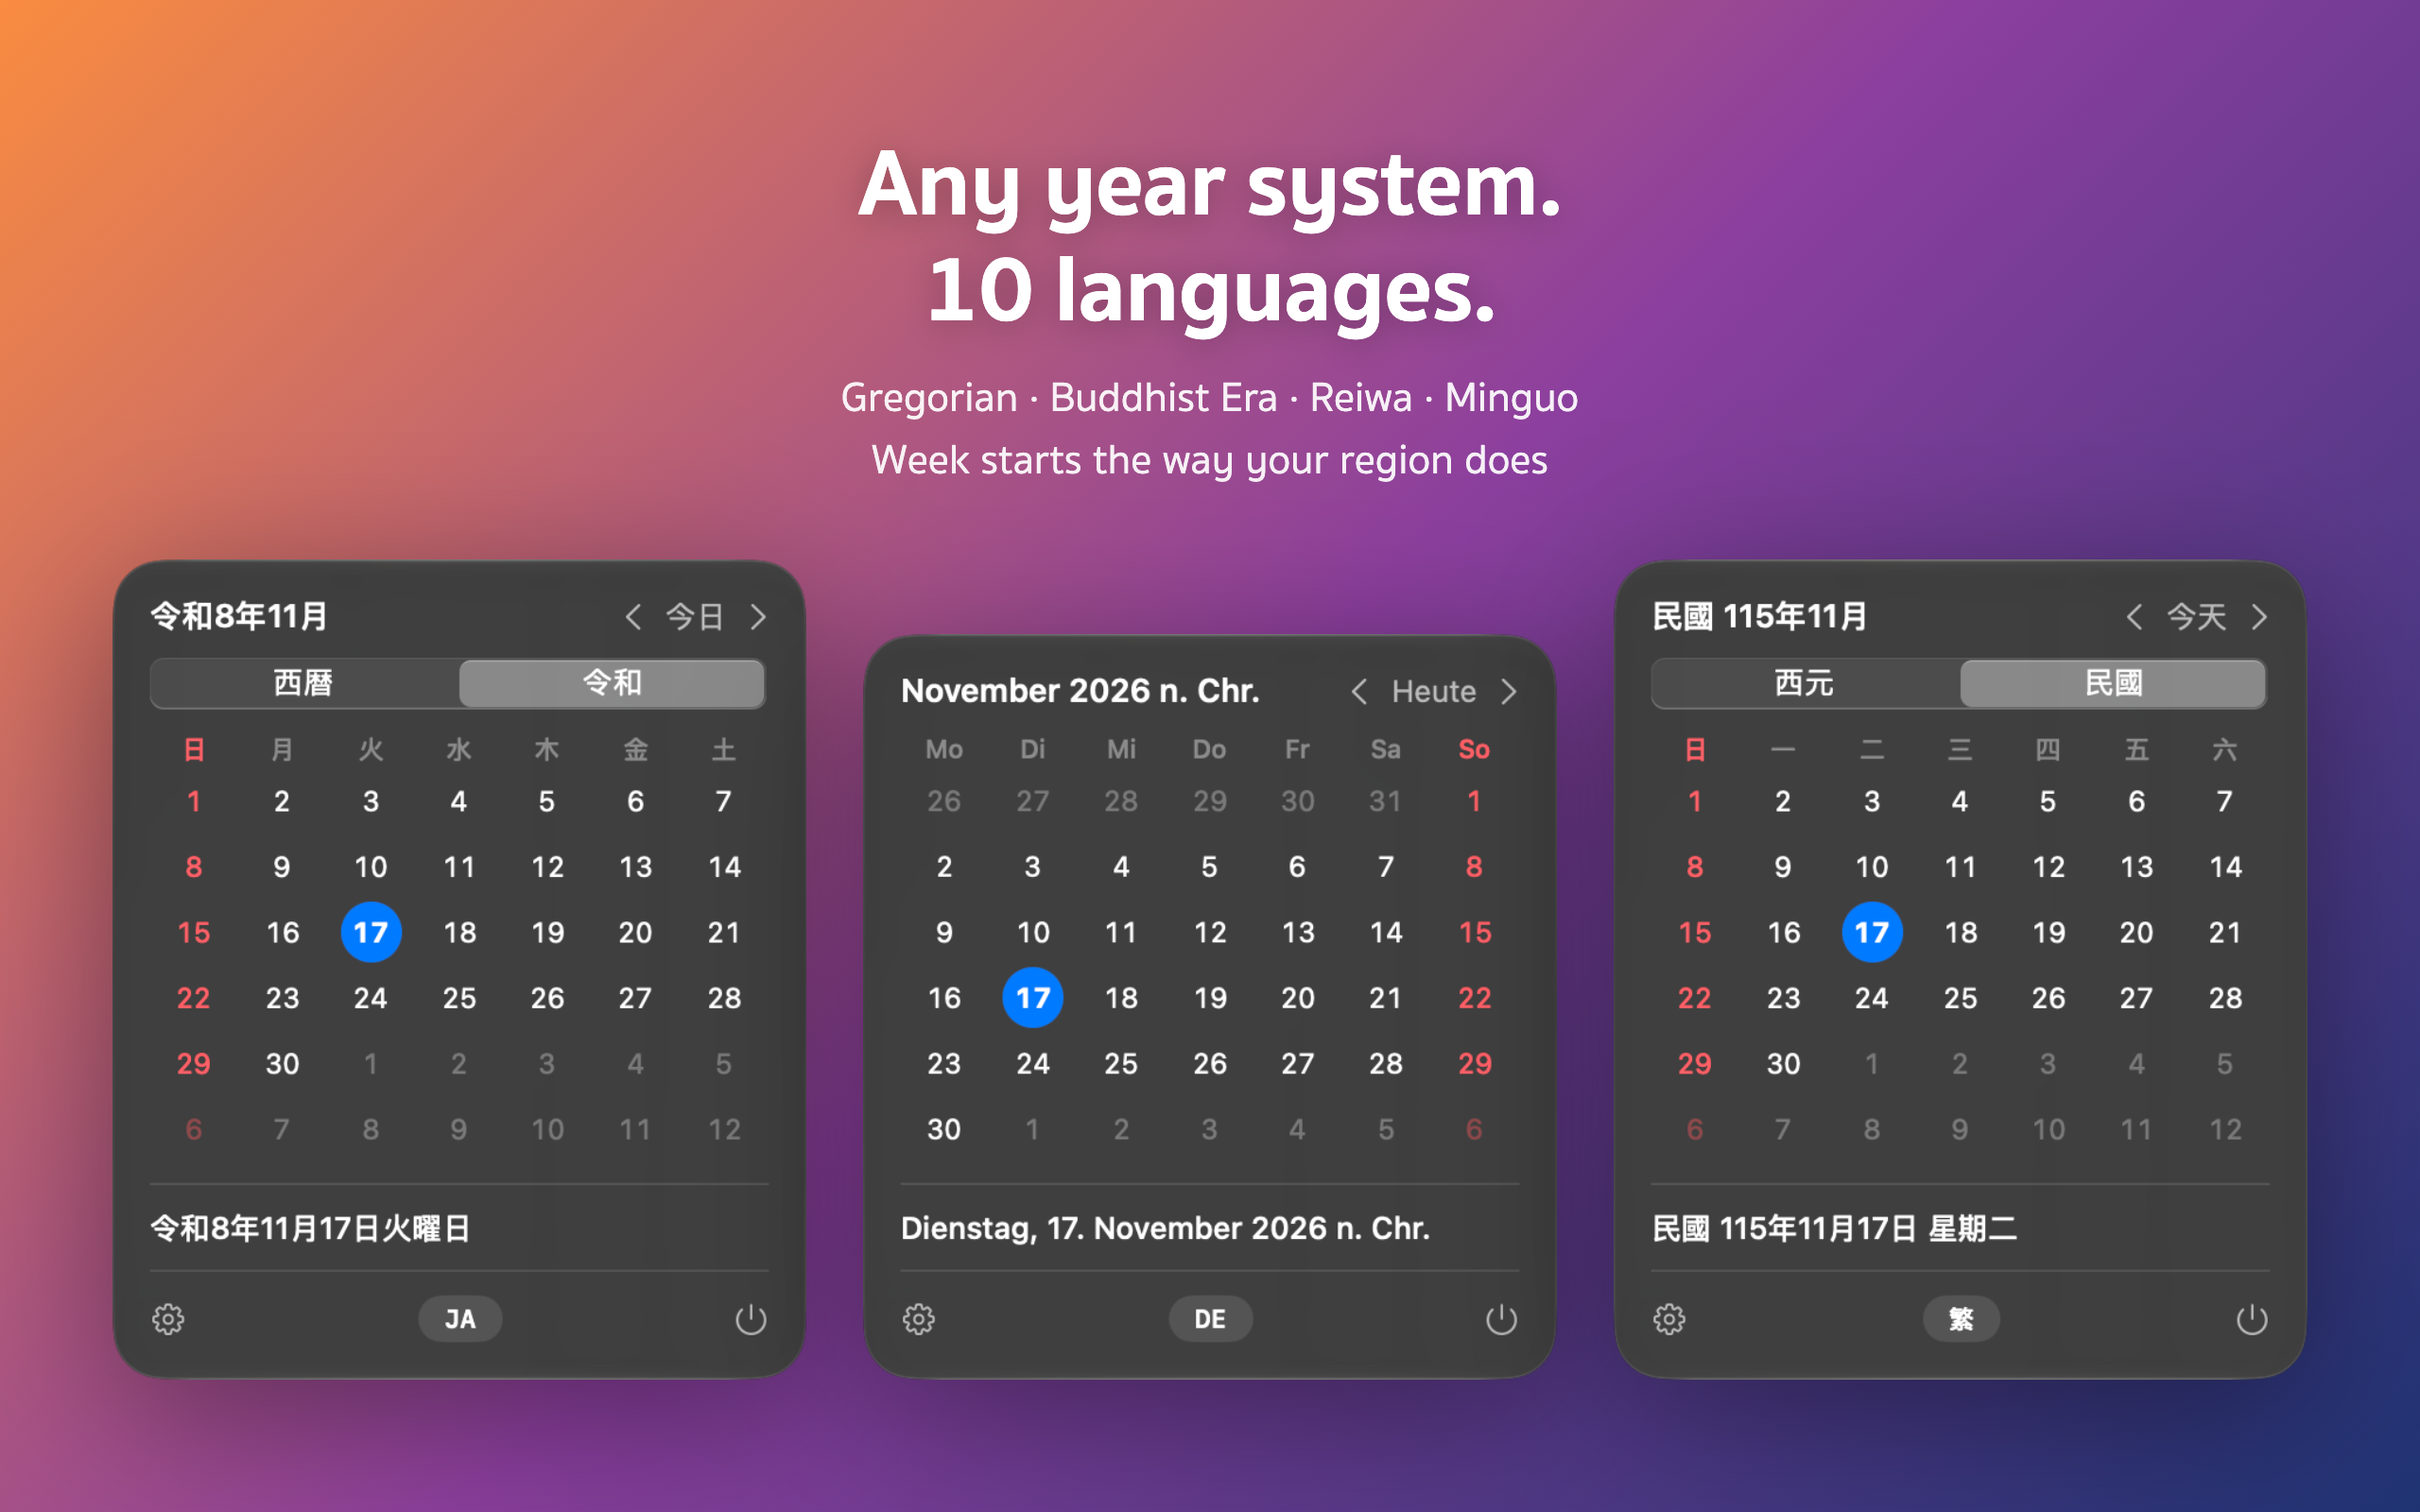 Any year system.
10 languages.
Gregorian · Buddhist Era · Reiwa · Minguo
Week starts the way your region does
令和8年11月 < 今日 >
西暦 令和
日 月 火 水 木 金 土
1 2 3 4 5 6 7
8 9 10 11 12 13 14
15 16 17 18 19 20 21
22 23 24 25 26 27 28
29 30 1 2 3 4 5
6 7 8 9 10 11 12
令和8年11月17日火曜日
JA
November 2026 n. Chr. < Heute >
Mo Di Mi Do Fr Sa So
26 27 28 29 30 31 1
2 3 4 5 6 7 8
9 10 11 12 13 14 15
16 17 18 19 20 21 22
23 24 25 26 27 28 29
30 1 2 3 4 5 6
Dienstag, 17. November 2026 n. Chr.
DE
民國 115年11月 < 今天 >
西元 民國
日 一 二 三 四 五 六
1 2 3 4 5 6 7
8 9 10 11 12 13 14
15 16 17 18 19 20 21
22 23 24 25 26 27 28
29 30 1 2 3 4 5
6 7 8 9 10 11 12
民國 115年11月17日 星期二
繁